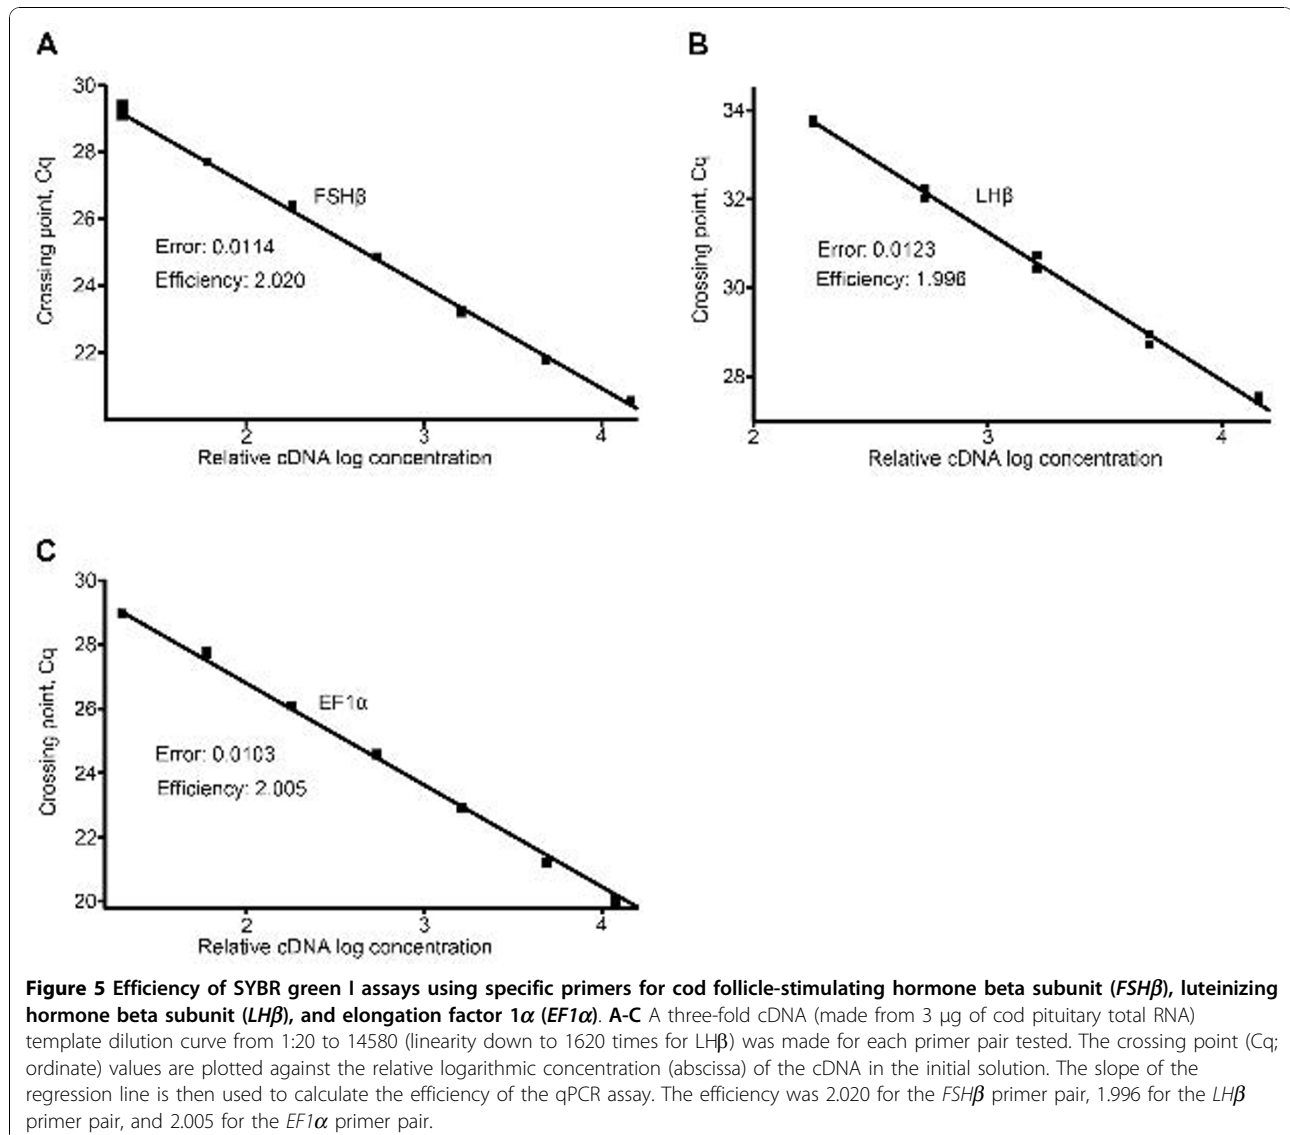 A
30
28
26
24
22
2
3
4
Crossing point, Cq
FSHβ
Error: 0.0114
Efficiency: 2.020
Relative cDNA log concentration
B
34
32
30
28
2
3
4
Crossing point, Cq
LHβ
Error: 0.0123
Efficiency: 1.996
Relative cDNA log concentration
C
30
28
26
24
22
20
2
3
4
Crossing point, Cq
EF1α
Error: 0.0103
Efficiency: 2.005
Relative cDNA log concentration
Figure 5 Efficiency of SYBR green I assays using specific primers for cod follicle-stimulating hormone beta subunit (FSHβ), luteinizing
hormone beta subunit (LHβ), and elongation factor 1α (EF1α). A-C A three-fold cDNA (made from 3 μg of cod pituitary total RNA)
template dilution curve from 1:20 to 14580 (linearity down to 1620 times for LHβ) was made for each primer pair tested. The crossing point (Cq;
ordinate) values are plotted against the relative logarithmic concentration (abscissa) of the cDNA in the initial solution. The slope of the
regression line is then used to calculate the efficiency of the qPCR assay. The efficiency was 2.020 for the FSHβ primer pair, 1.996 for the LHβ
primer pair, and 2.005 for the EF1α primer pair.